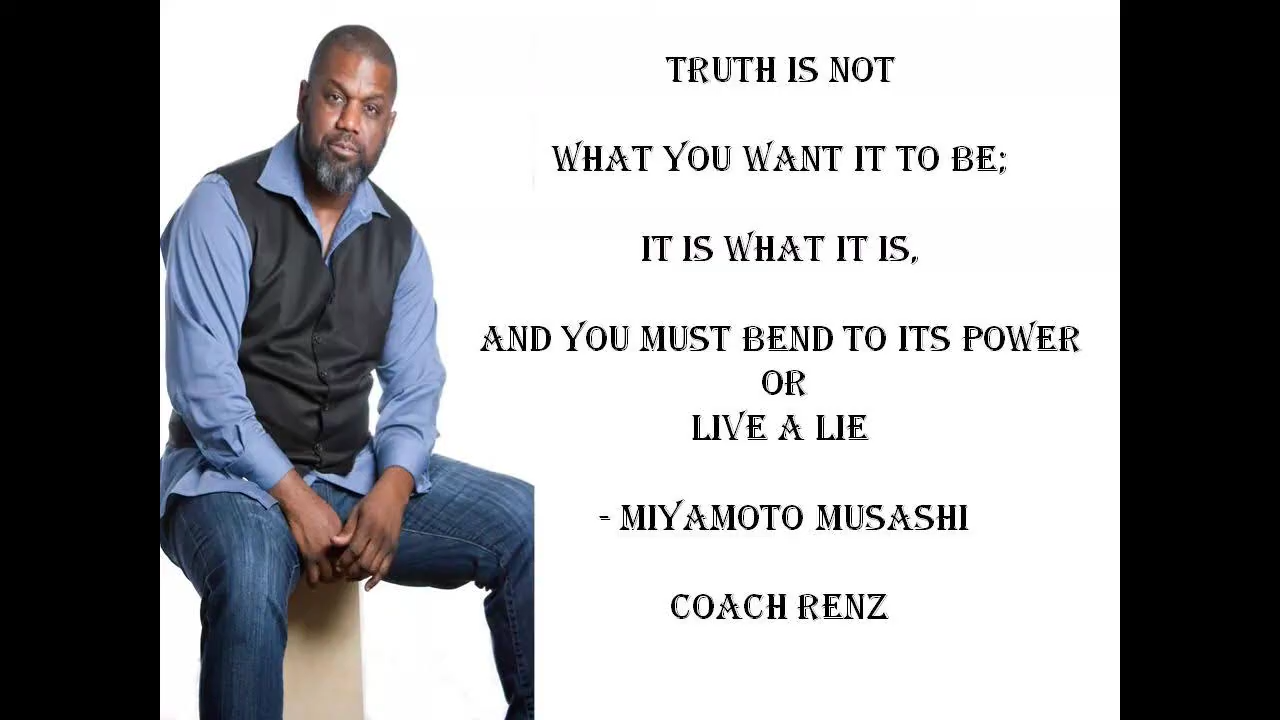 TRUTH IS NOT
WHAT YOU WANT IT TO BE;
IT IS WHAT IT IS,
AND YOU MUST BEND TO ITS POWER
OR
LIVE A LIE
- MIYAMOTO MUSASHI
COACH RENZ